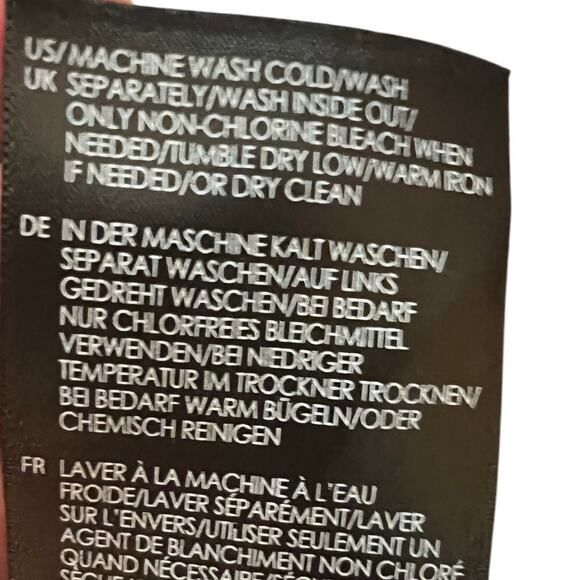 US/ MACHINE WASH COLD/WASH
UK SEPARATELY/WASH INSIDE OUT/
ONLY NON-CHLORINE BLEACH WHEN
NEEDED/TUMBLE DRY LOW/WARM IRON
IF NEEDED/OR DRY CLEAN
DE IN DER MASCHINE KALT WASCHEN/
SEPARAT WASCHEN/AUF LINKS
GEDREHT WASCHEN/BEI BEDARF
NUR CHLORFREIES BLEICHMITTEL
VERWENDEN/BEI NIEDRIGER
TEMPERATUR IM TROCKNER TROCKNEN/
BEI BEDARF WARM BÜGELN/ODER
CHEMISCH REINIGEN
FR LAVER À LA MACHINE À L'EAU
FROIDE/LAVER SÉPARÉMENT/LAVER
SUR L'ENVERS/UTILISER SEULEMENT UN
AGENT DE BLANCHIMENT NON CHLORÉ
QUAND NÉCESSAIRE/